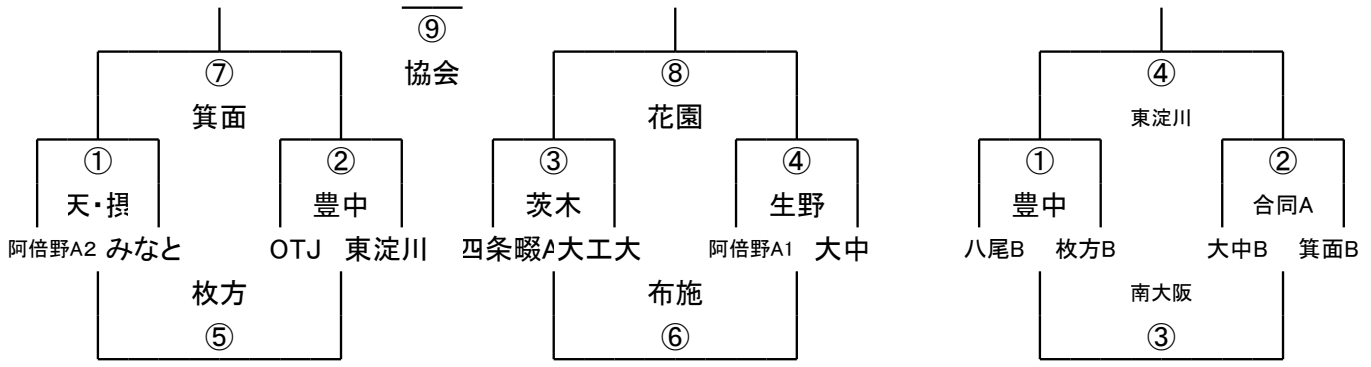 ⑨
協会
⑦ ⑧ ④
箕面 花園 東淀川
① ② ③ ④ ① ②
天・摂 豊中 茨木 生野 豊中 合同A
阿倍野A2 みなと OTJ 東淀川 四条畷A 大工大 阿倍野A1 大中 八尾B 枚方B 大中B 箕面B
枚方 布施 南大阪
⑤ ⑥ ③